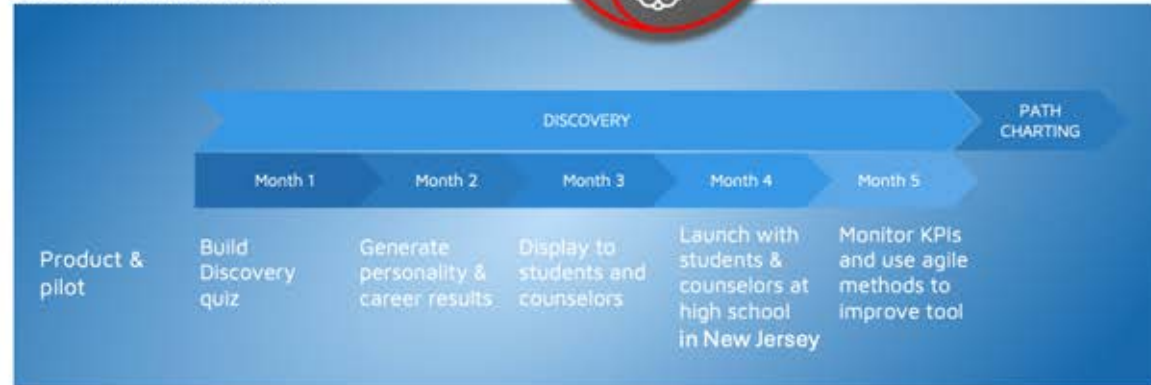 DISCOVERY
PATH
CHARTING
Month 1
Month 2
Month 3
Month 4
Month 5
Product &
pilot
Build
Discovery
quiz
Generate
personality &
career results
Display to
students and
counselors
Launch with
students &
counselors at
high school
in New Jersey
Monitor KPIs
and use agile
methods to
improve tool